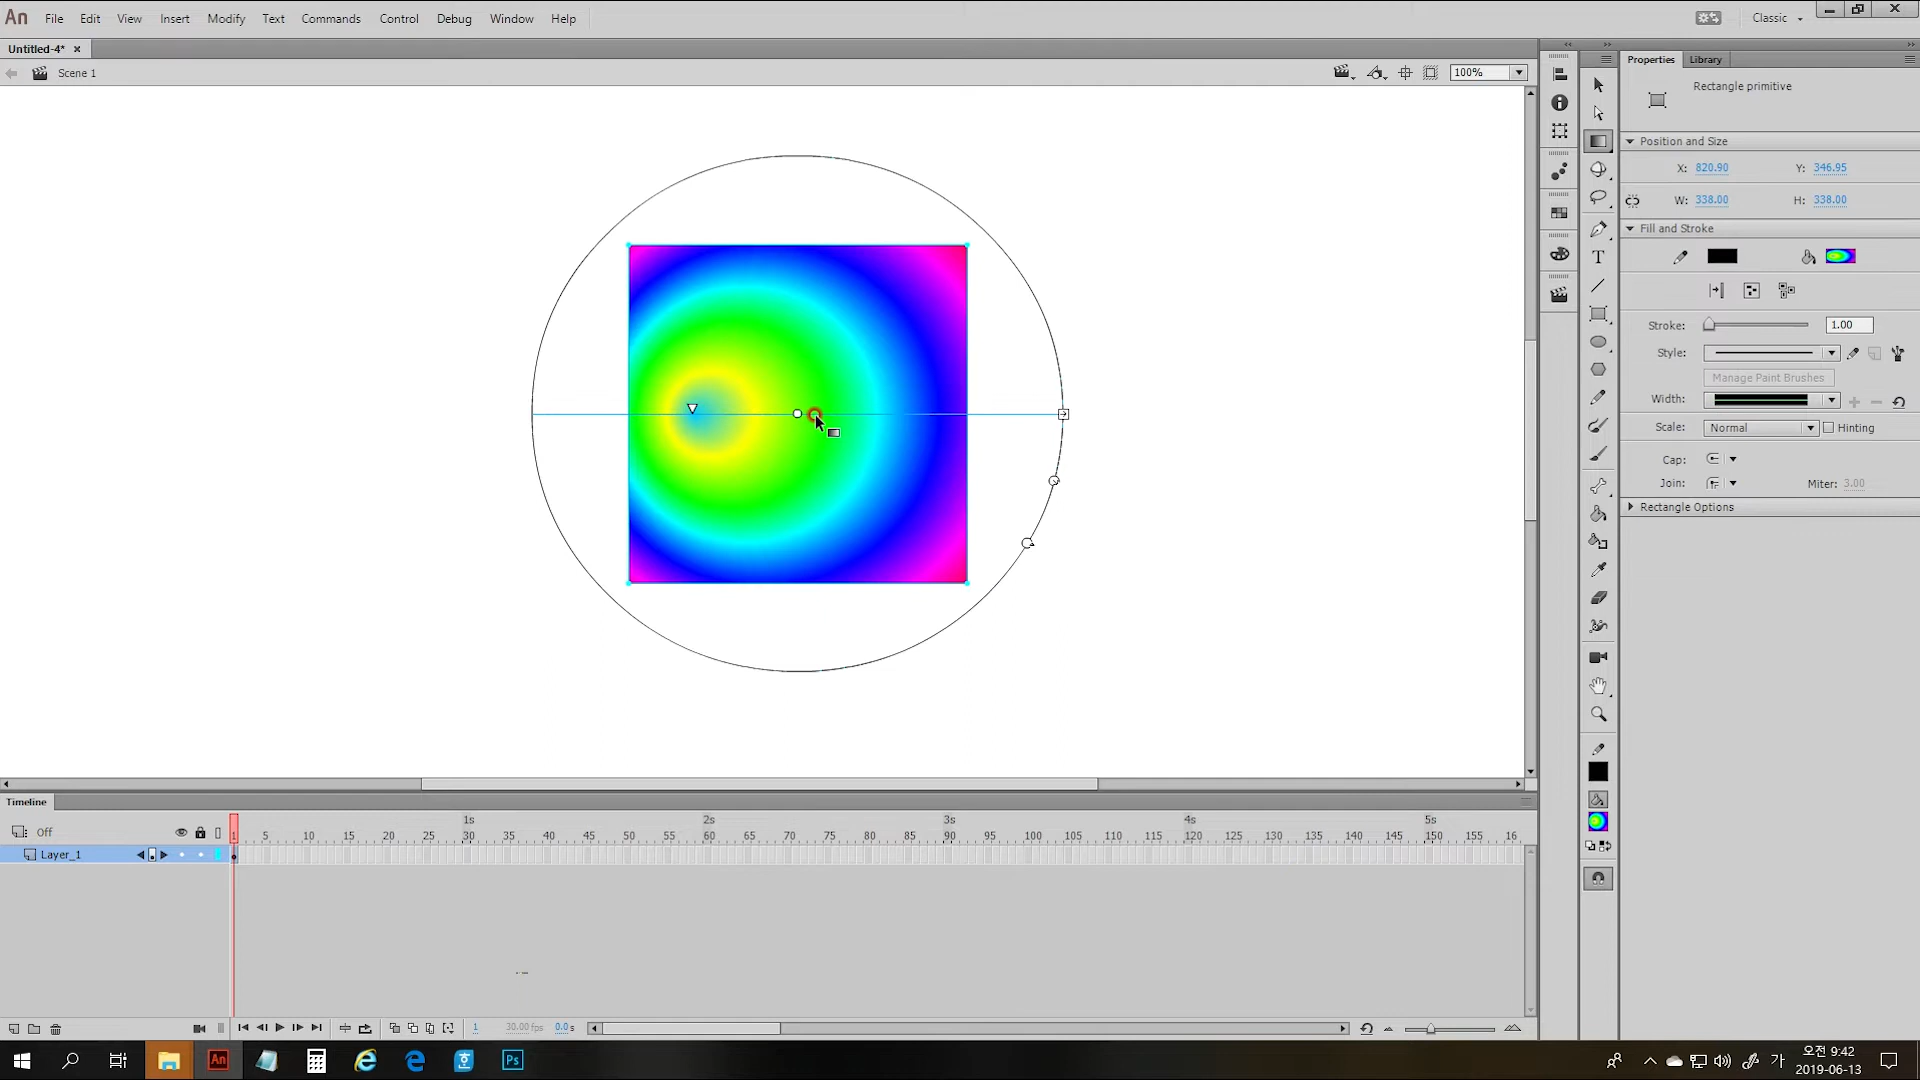 An File Edit View Insert Modify Text Commands Control Debug Window Help Classic
Untitled-4* ×
Scene 1 100%
Properties Library
Rectangle primitive
Position and Size
X: 820.90 Y: 346.95
W: 338.00 H: 338.00
Fill and Stroke
Stroke: 1.00
Style:
Manage Paint Brushes
Width:
Scale: Normal Hinting
Cap:
Join: Miter: 3.00
Rectangle Options
T
Timeline
1s 2s 3s 4s 5s
Off 1 5 10 15 20 25 30 35 40 45 50 55 60 65 70 75 80 85 90 95 100 105 110 115 120 125 130 135 140 145 150 155 16
Layer_1
1 30.00 fps 0.0 s
An Ps 가 오전 9:42
2019-06-13